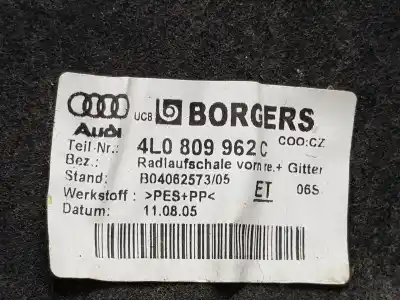 UCB BORGERS
Audi COO:CZ
Teil-Nr.: 4L0 809 962 C
Bez.: Radlaufschale vorn re.+ Gitter
Stand: B04062573/05 ET 06S
Werkstoff: >PES+PP<
Datum: 11.08.05